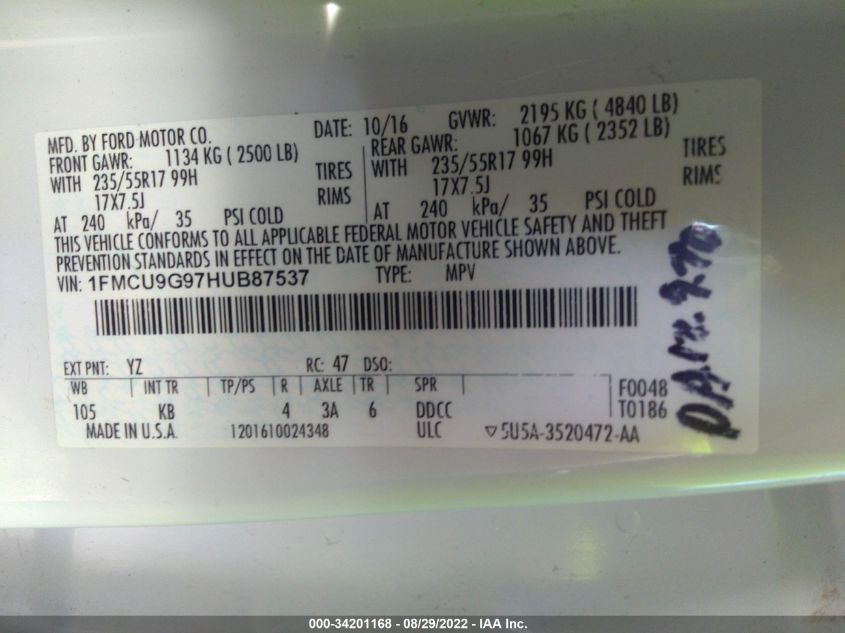 MFD. BY FORD MOTOR CO. DATE: 10/16 GVWR: 2195 KG ( 4840 LB)
FRONT GAWR: 1134 KG ( 2500 LB) REAR GAWR: 1067 KG ( 2352 LB)
WITH 235/55R17 99H TIRES WITH 235/55R17 99H TIRES
17X7.5J RIMS 17X7.5J RIMS
AT 240 kPa/ 35 PSI COLD AT 240 kPa/ 35 PSI COLD
THIS VEHICLE CONFORMS TO ALL APPLICABLE FEDERAL MOTOR VEHICLE SAFETY AND THEFT
PREVENTION STANDARDS IN EFFECT ON THE DATE OF MANUFACTURE SHOWN ABOVE.
VIN: 1FMCU9G97HUB87537 TYPE: MPV
EXT PNT: YZ RC: 47 DSO:
WB INT TR TP/PS R AXLE TR SPR F0048
105 KB 4 3A 6 DDCC T0186
MADE IN U.S.A. 1201610024348 ULC ▽5U5A-3520472-AA
000-34201168 - 08/29/2022 - IAA Inc.